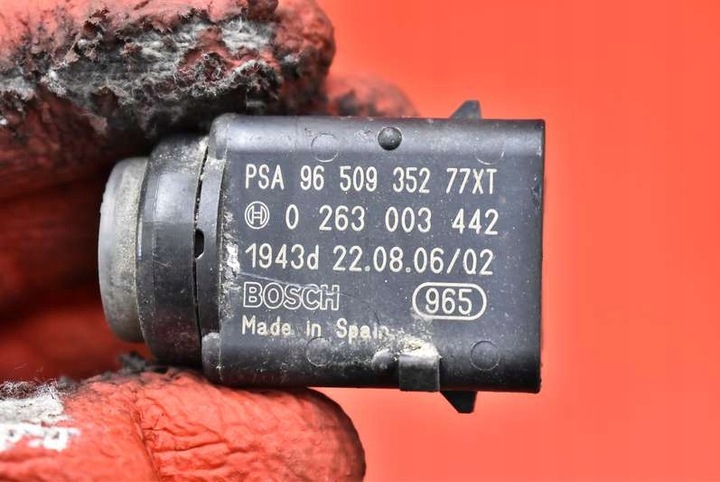 PSA 96 509 352 77XT
0 263 003 442
1943d 22.08.06/02
BOSCH 965
Made in Spain